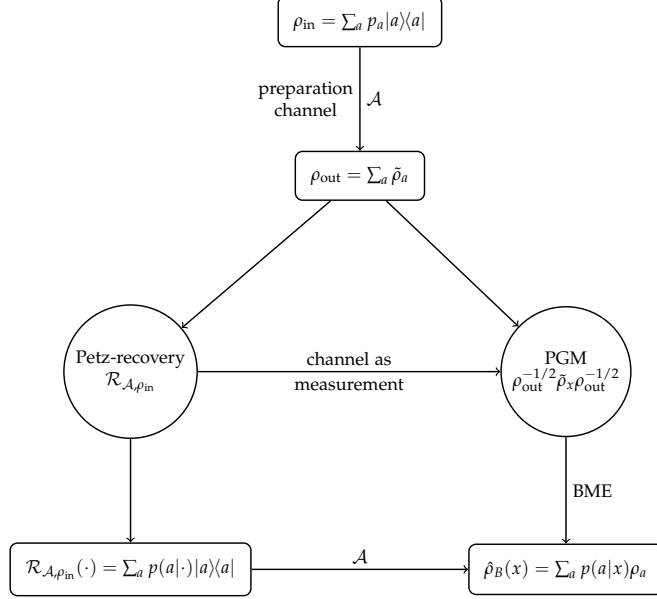 ρ_in = ∑_a p_a|a⟩⟨a|
preparation
channel
𝒜
ρ_out = ∑_a ρ̃_a
Petz-recovery
ℛ_{𝒜,ρ_in}
channel as
measurement
PGM
ρ_out^{-1/2} ρ̃_x ρ_out^{-1/2}
BME
ℛ_{𝒜,ρ_in}(·) = ∑_a p(a|·)|a⟩⟨a|
𝒜
ρ̂_B(x) = ∑_a p(a|x)ρ_a